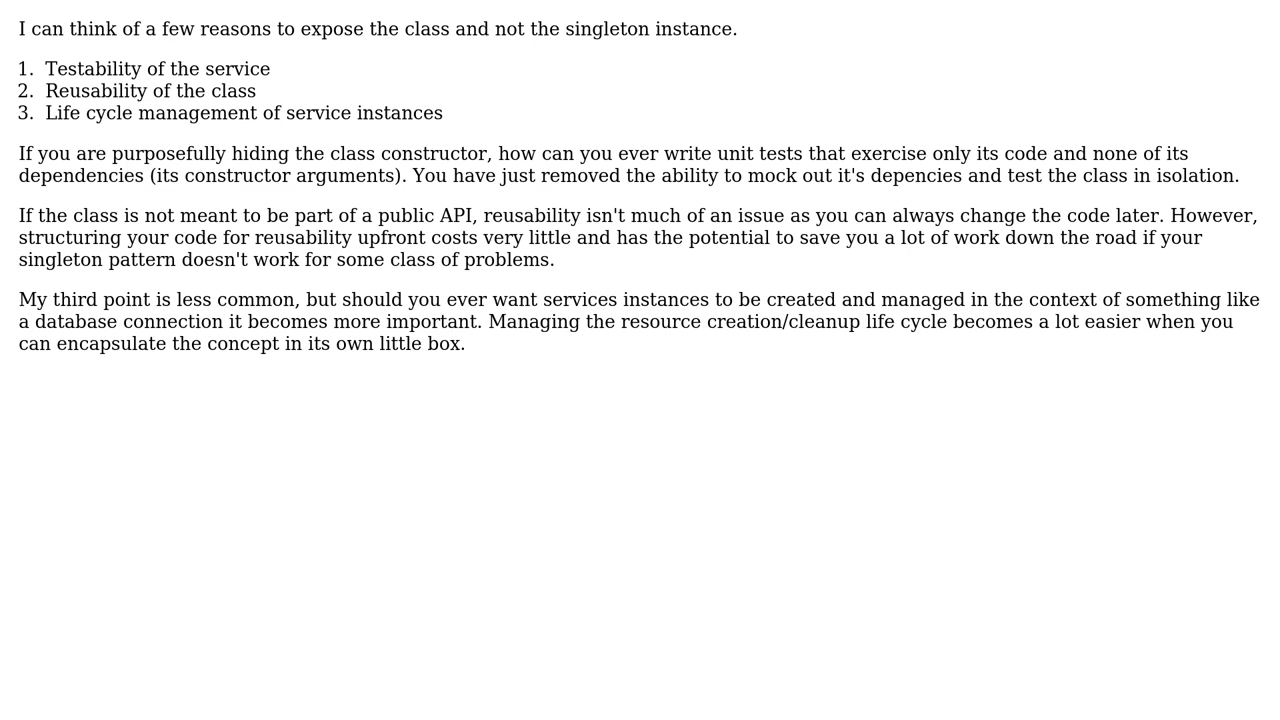 I can think of a few reasons to expose the class and not the singleton instance.
1. Testability of the service
2. Reusability of the class
3. Life cycle management of service instances
If you are purposefully hiding the class constructor, how can you ever write unit tests that exercise only its code and none of its
dependencies (its constructor arguments). You have just removed the ability to mock out it's depencies and test the class in isolation.
If the class is not meant to be part of a public API, reusability isn't much of an issue as you can always change the code later. However,
structuring your code for reusability upfront costs very little and has the potential to save you a lot of work down the road if your
singleton pattern doesn't work for some class of problems.
My third point is less common, but should you ever want services instances to be created and managed in the context of something like
a database connection it becomes more important. Managing the resource creation/cleanup life cycle becomes a lot easier when you
can encapsulate the concept in its own little box.